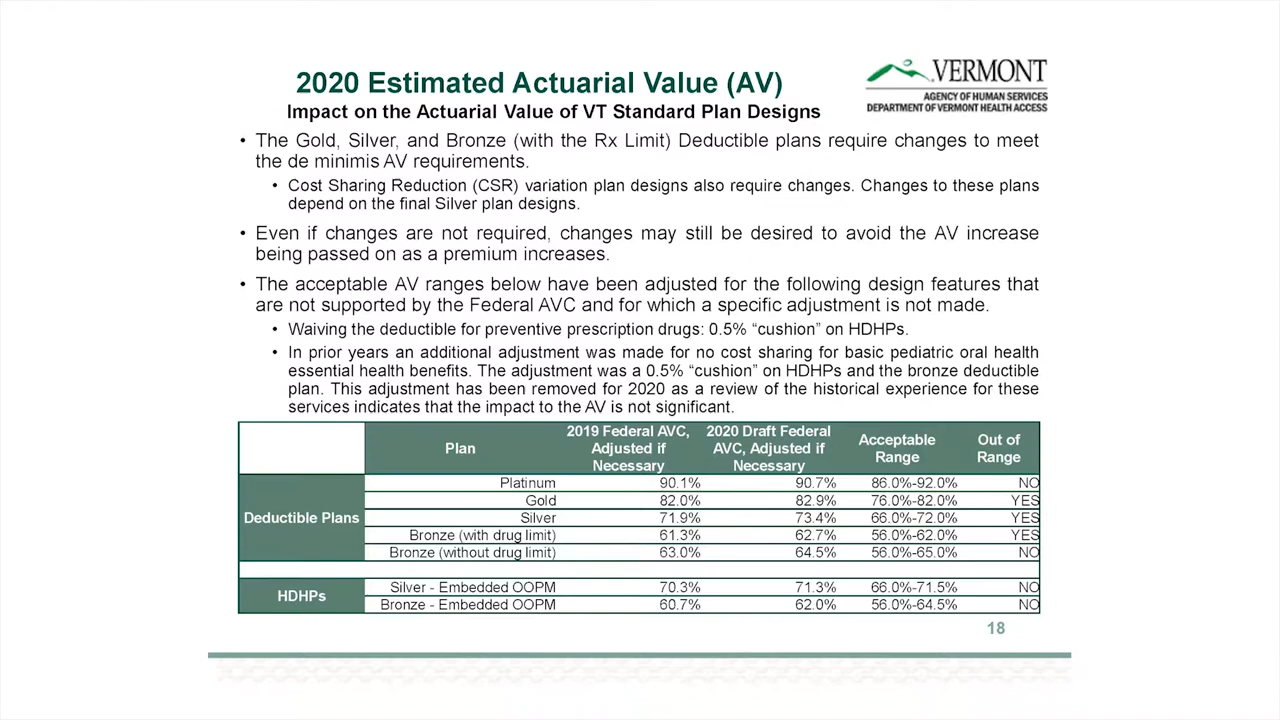 2020 Estimated Actuarial Value (AV)
Impact on the Actuarial Value of VT Standard Plan Designs
VERMONT
AGENCY OF HUMAN SERVICES
DEPARTMENT OF VERMONT HEALTH ACCESS
• The Gold, Silver, and Bronze (with the Rx Limit) Deductible plans require changes to meet
the de minimis AV requirements.
• Cost Sharing Reduction (CSR) variation plan designs also require changes. Changes to these plans
depend on the final Silver plan designs.
• Even if changes are not required, changes may still be desired to avoid the AV increase
being passed on as a premium increases.
• The acceptable AV ranges below have been adjusted for the following design features that
are not supported by the Federal AVC and for which a specific adjustment is not made.
• Waiving the deductible for preventive prescription drugs: 0.5% “cushion” on HDHPs.
• In prior years an additional adjustment was made for no cost sharing for basic pediatric oral health
essential health benefits. The adjustment was a 0.5% “cushion” on HDHPs and the bronze deductible
plan. This adjustment has been removed for 2020 as a review of the historical experience for these
services indicates that the impact to the AV is not significant.
Plan
2019 Federal AVC,
Adjusted if
Necessary
2020 Draft Federal
AVC, Adjusted if
Necessary
Acceptable
Range
Out of
Range
Deductible Plans
Platinum 90.1% 90.7% 86.0%-92.0% NO
Gold 82.0% 82.9% 76.0%-82.0% YES
Silver 71.9% 73.4% 66.0%-72.0% YES
Bronze (with drug limit) 61.3% 62.7% 56.0%-62.0% YES
Bronze (without drug limit) 63.0% 64.5% 56.0%-65.0% NO
HDHPs
Silver - Embedded OOPM 70.3% 71.3% 66.0%-71.5% NO
Bronze - Embedded OOPM 60.7% 62.0% 56.0%-64.5% NO
18